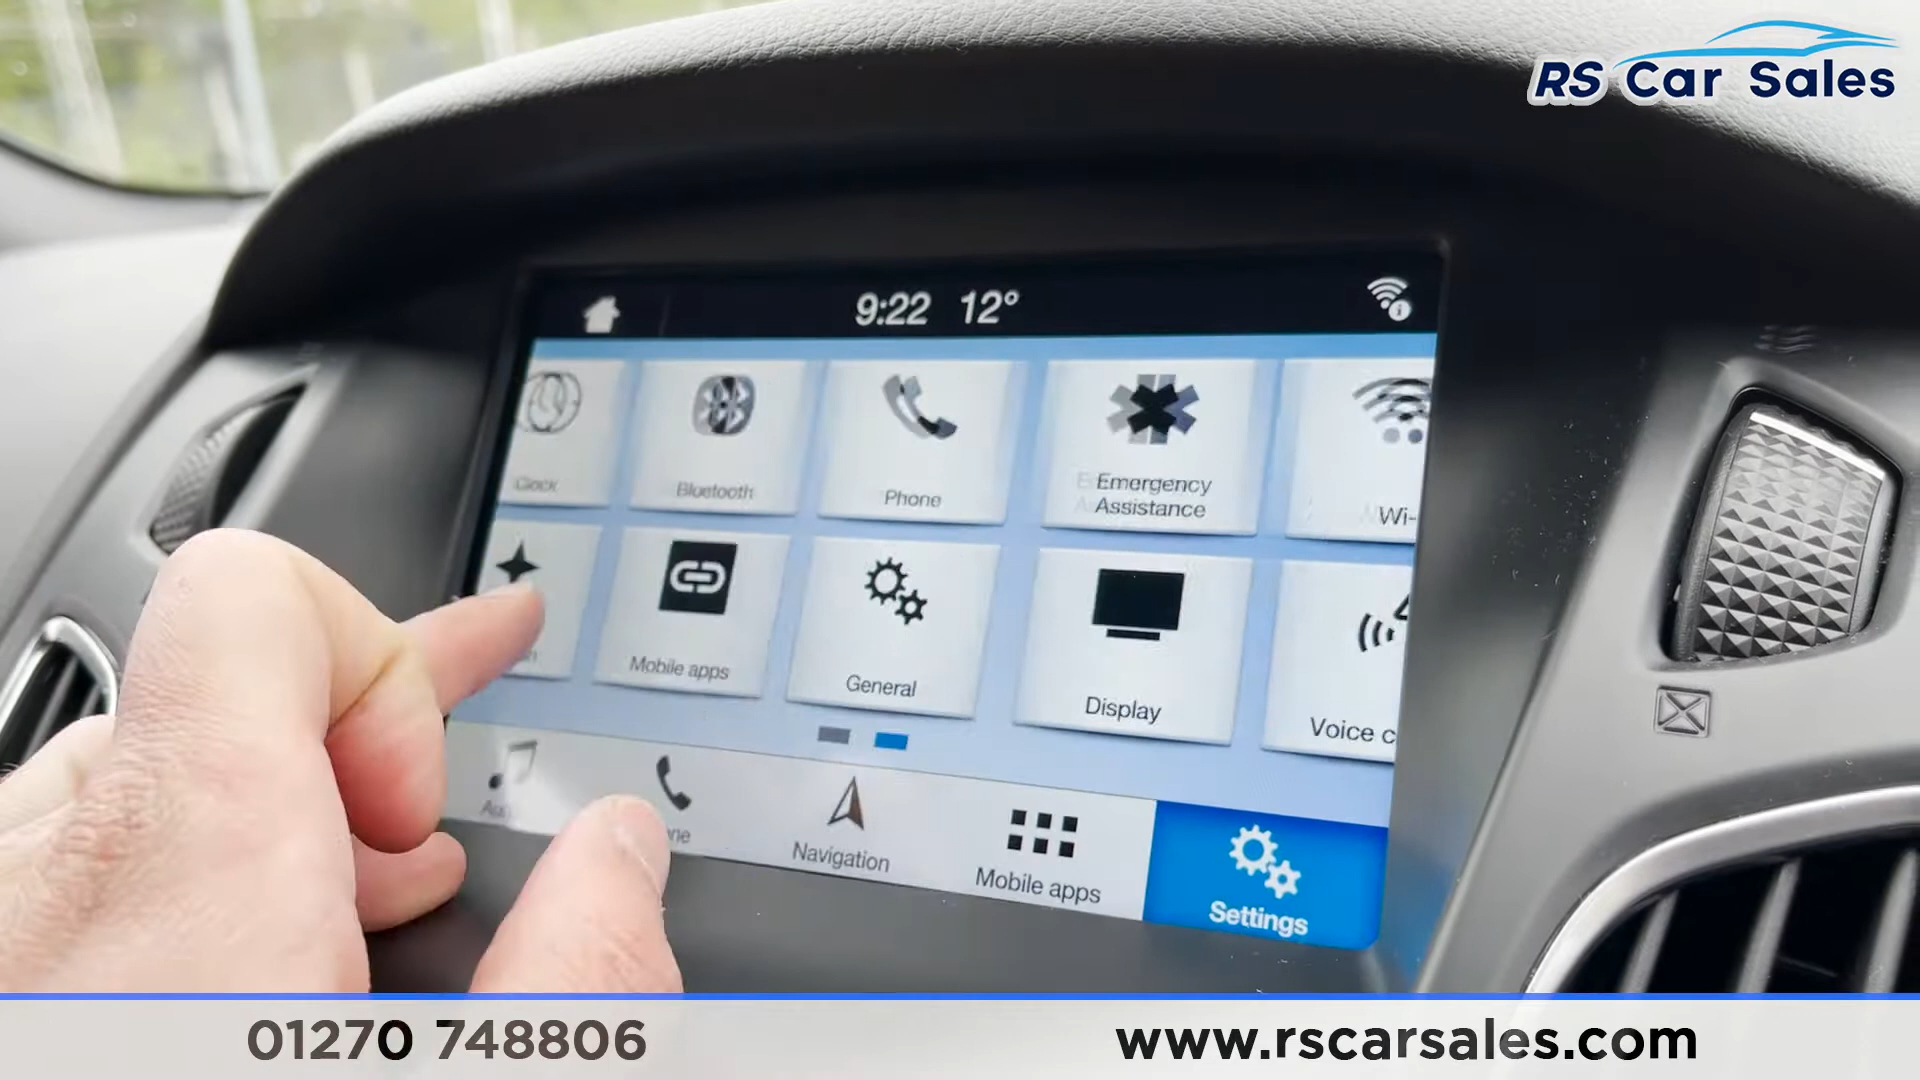 RS Car Sales
9:22 12°
Clock
Bluetooth
Phone
Emergency
Assistance
Wi-
Mobile apps
General
Display
Voice c
Navigation
Mobile apps
Settings
01270 748806
www.rscarsales.com